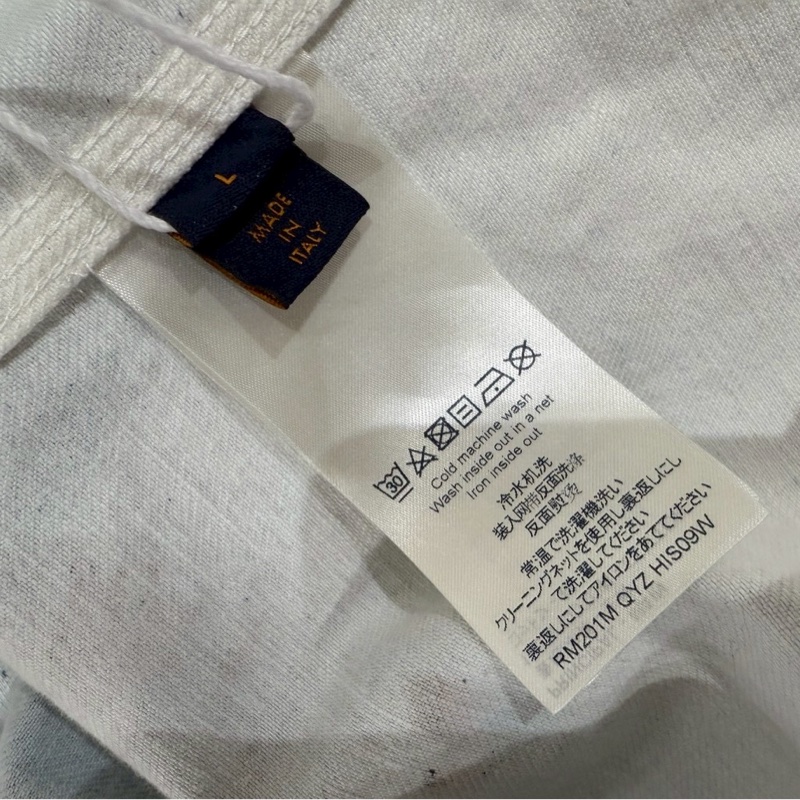 L
MADE
IN
ITALY
30
Cold machine wash
Wash inside out in a net
Iron inside out
冷水机洗
装入网带反面洗涤
反面熨烫
常温で洗濯機洗い
クリーニングネットを使用し裏返しにし
て洗濯してください
裏返しにしてアイロンをあててください
RM201M QYZ HIS09W